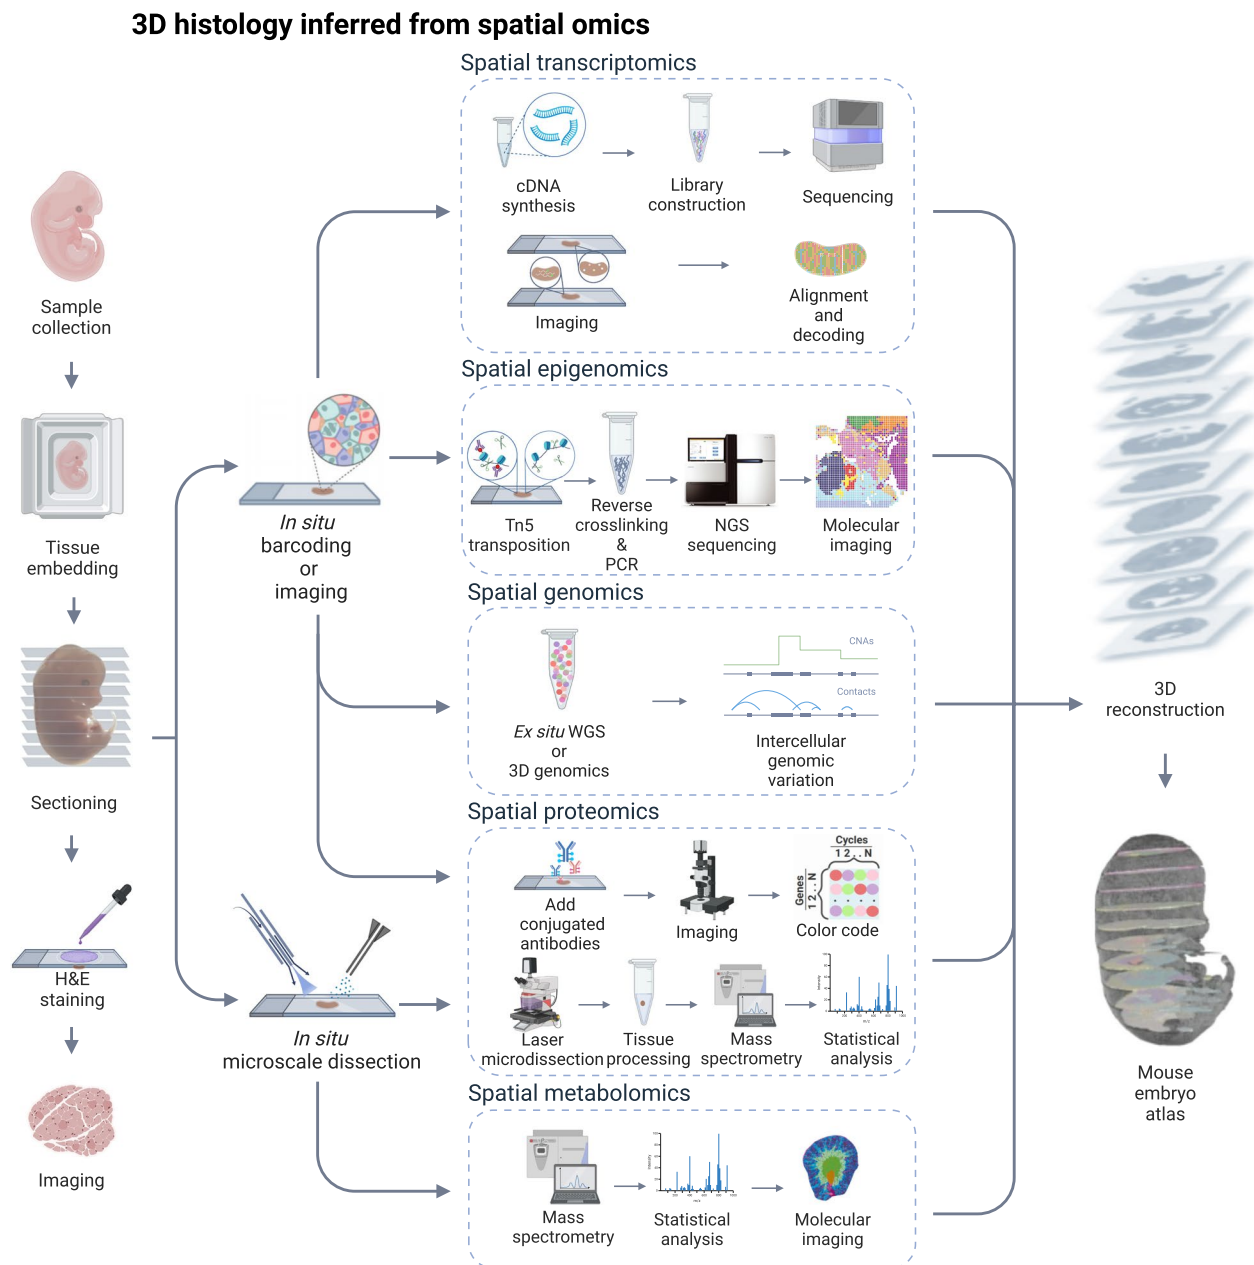 3D histology inferred from spatial omics
Sample
collection
Tissue
embedding
Sectioning
H&E
staining
Imaging
In situ
barcoding
or
imaging
In situ
microscale dissection
Spatial transcriptomics
cDNA
synthesis
Library
construction
Sequencing
Imaging
Alignment
and
decoding
Spatial epigenomics
Tn5
transposition
Reverse
crosslinking
&
PCR
NGS
sequencing
Molecular
imaging
Spatial genomics
Ex situ WGS
or
3D genomics
CNAs
Contacts
Intercellular
genomic
variation
Spatial proteomics
Add
conjugated
antibodies
Imaging
Cycles
1 2 . . N
Genes
1 2 . . N
Color code
Laser
microdissection
Tissue
processing
Mass
spectrometry
Statistical
analysis
Spatial metabolomics
Mass
spectrometry
Statistical
analysis
Molecular
imaging
3D
reconstruction
Mouse
embryo
atlas